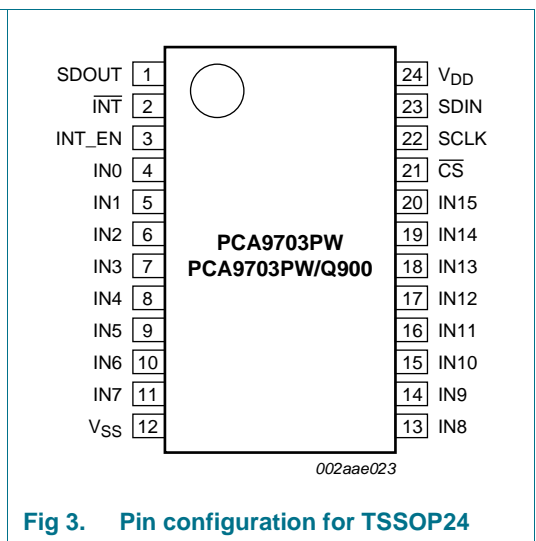 SDOUT 1
INT 2
INT_EN 3
IN0 4
IN1 5
IN2 6
IN3 7
IN4 8
IN5 9
IN6 10
IN7 11
VSS 12
PCA9703PW
PCA9703PW/Q900
24 VDD
23 SDIN
22 SCLK
21 CS
20 IN15
19 IN14
18 IN13
17 IN12
16 IN11
15 IN10
14 IN9
13 IN8
002aae023
Fig 3. Pin configuration for TSSOP24